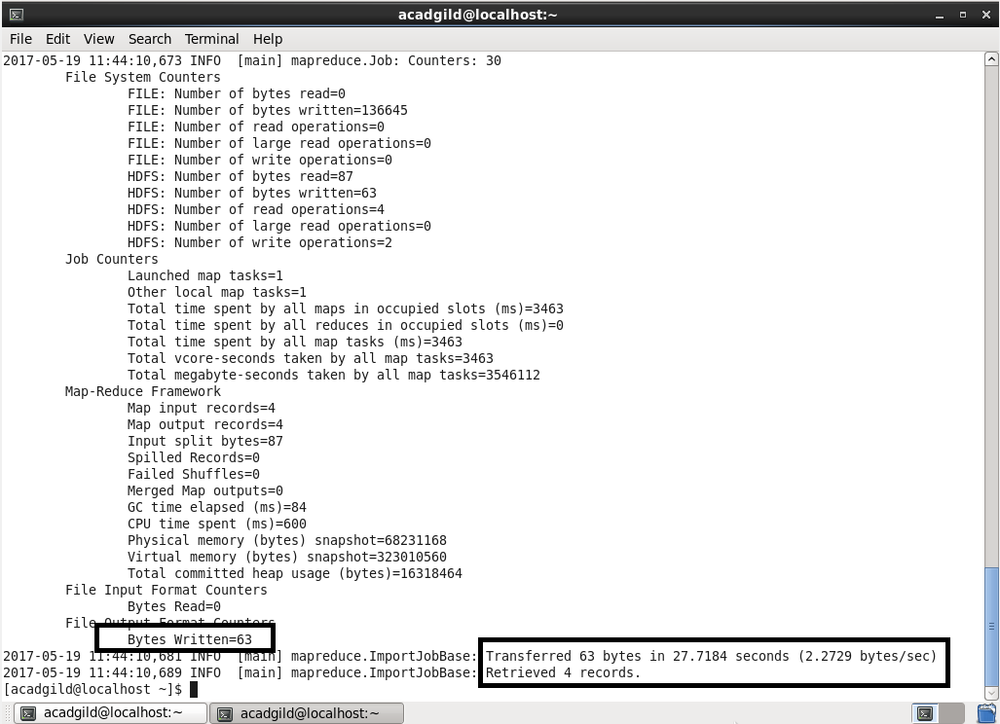 acadgild@localhost:~
File Edit View Search Terminal Help
2017-05-19 11:44:10,673 INFO  [main] mapreduce.Job: Counters: 30
File System Counters
FILE: Number of bytes read=0
FILE: Number of bytes written=136645
FILE: Number of read operations=0
FILE: Number of large read operations=0
FILE: Number of write operations=0
HDFS: Number of bytes read=87
HDFS: Number of bytes written=63
HDFS: Number of read operations=4
HDFS: Number of large read operations=0
HDFS: Number of write operations=2
Job Counters
Launched map tasks=1
Other local map tasks=1
Total time spent by all maps in occupied slots (ms)=3463
Total time spent by all reduces in occupied slots (ms)=0
Total time spent by all map tasks (ms)=3463
Total vcore-seconds taken by all map tasks=3463
Total megabyte-seconds taken by all map tasks=3546112
Map-Reduce Framework
Map input records=4
Map output records=4
Input split bytes=87
Spilled Records=0
Failed Shuffles=0
Merged Map outputs=0
GC time elapsed (ms)=84
CPU time spent (ms)=600
Physical memory (bytes) snapshot=68231168
Virtual memory (bytes) snapshot=323010560
Total committed heap usage (bytes)=16318464
File Input Format Counters
Bytes Read=0
File Output Format Counters
Bytes Written=63
2017-05-19 11:44:10,681 INFO  [main] mapreduce.ImportJobBase: Transferred 63 bytes in 27.7184 seconds (2.2729 bytes/sec)
2017-05-19 11:44:10,689 INFO  [main] mapreduce.ImportJobBase: Retrieved 4 records.
[acadgild@localhost ~]$
acadgild@localhost:~ acadgild@localhost:~